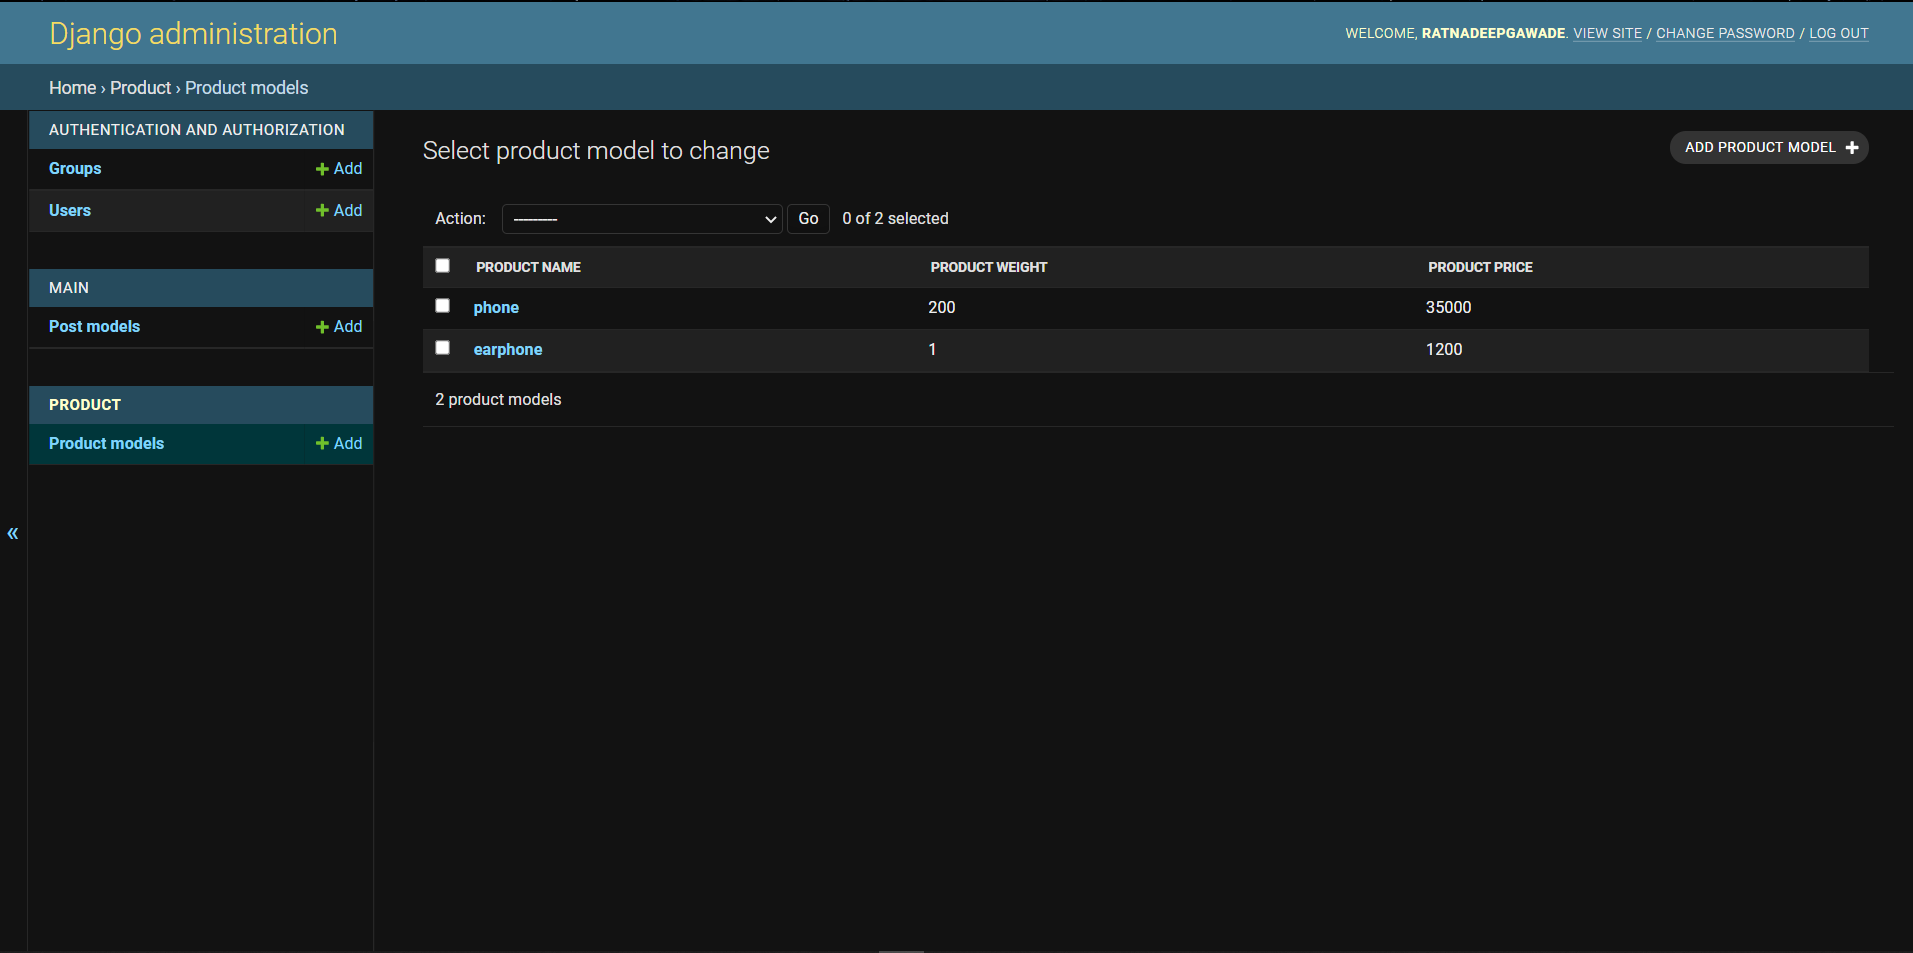 Django administration
WELCOME, RATNADEEPGAWADE. VIEW SITE / CHANGE PASSWORD / LOG OUT
Home › Product › Product models
AUTHENTICATION AND AUTHORIZATION
Groups + Add
Users + Add
MAIN
Post models + Add
PRODUCT
Product models + Add
«
Select product model to change
ADD PRODUCT MODEL +
Action: --------- Go 0 of 2 selected
PRODUCT NAME PRODUCT WEIGHT PRODUCT PRICE
phone 200 35000
earphone 1 1200
2 product models